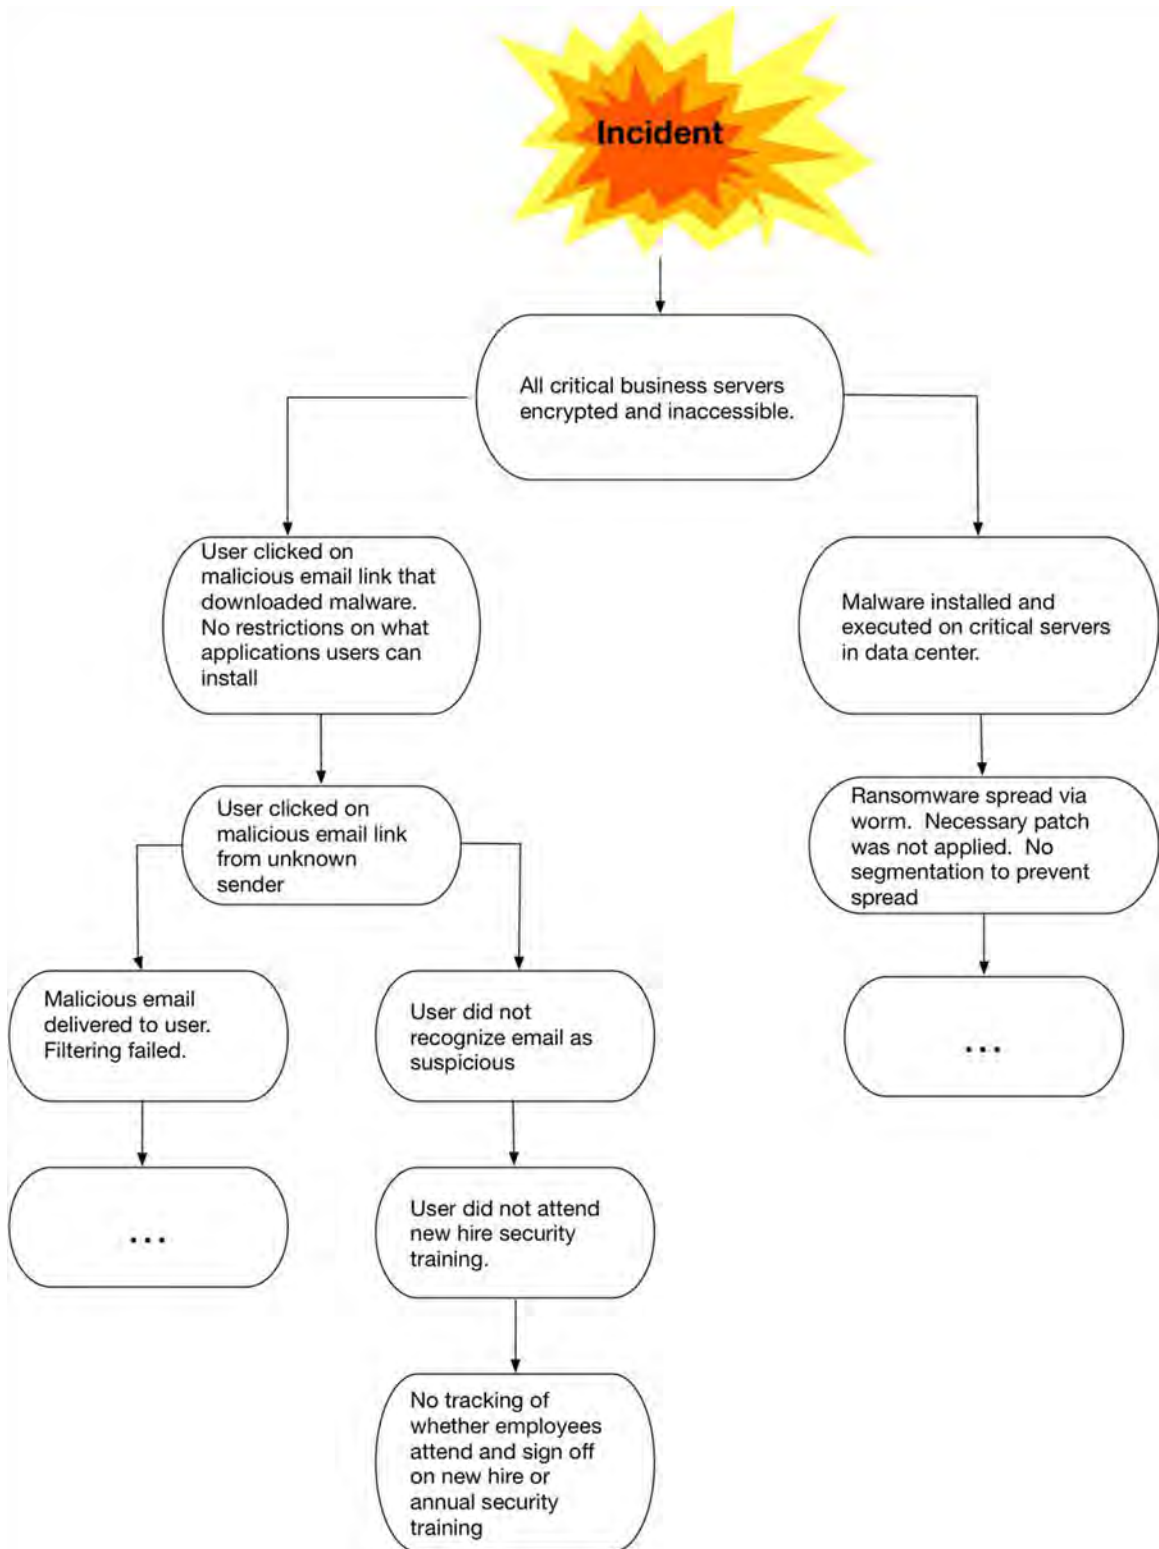 Incident
All critical business servers
encrypted and inaccessible.
User clicked on
malicious email link that
downloaded malware.
No restrictions on what
applications users can
install
Malware installed and
executed on critical servers
in data center.
User clicked on
malicious email link
from unknown
sender
Ransomware spread via
worm.  Necessary patch
was not applied.  No
segmentation to prevent
spread
Malicious email
delivered to user.
Filtering failed.
User did not
recognize email as
suspicious
...
...
User did not attend
new hire security
training.
No tracking of
whether employees
attend and sign off
on new hire or
annual security
training